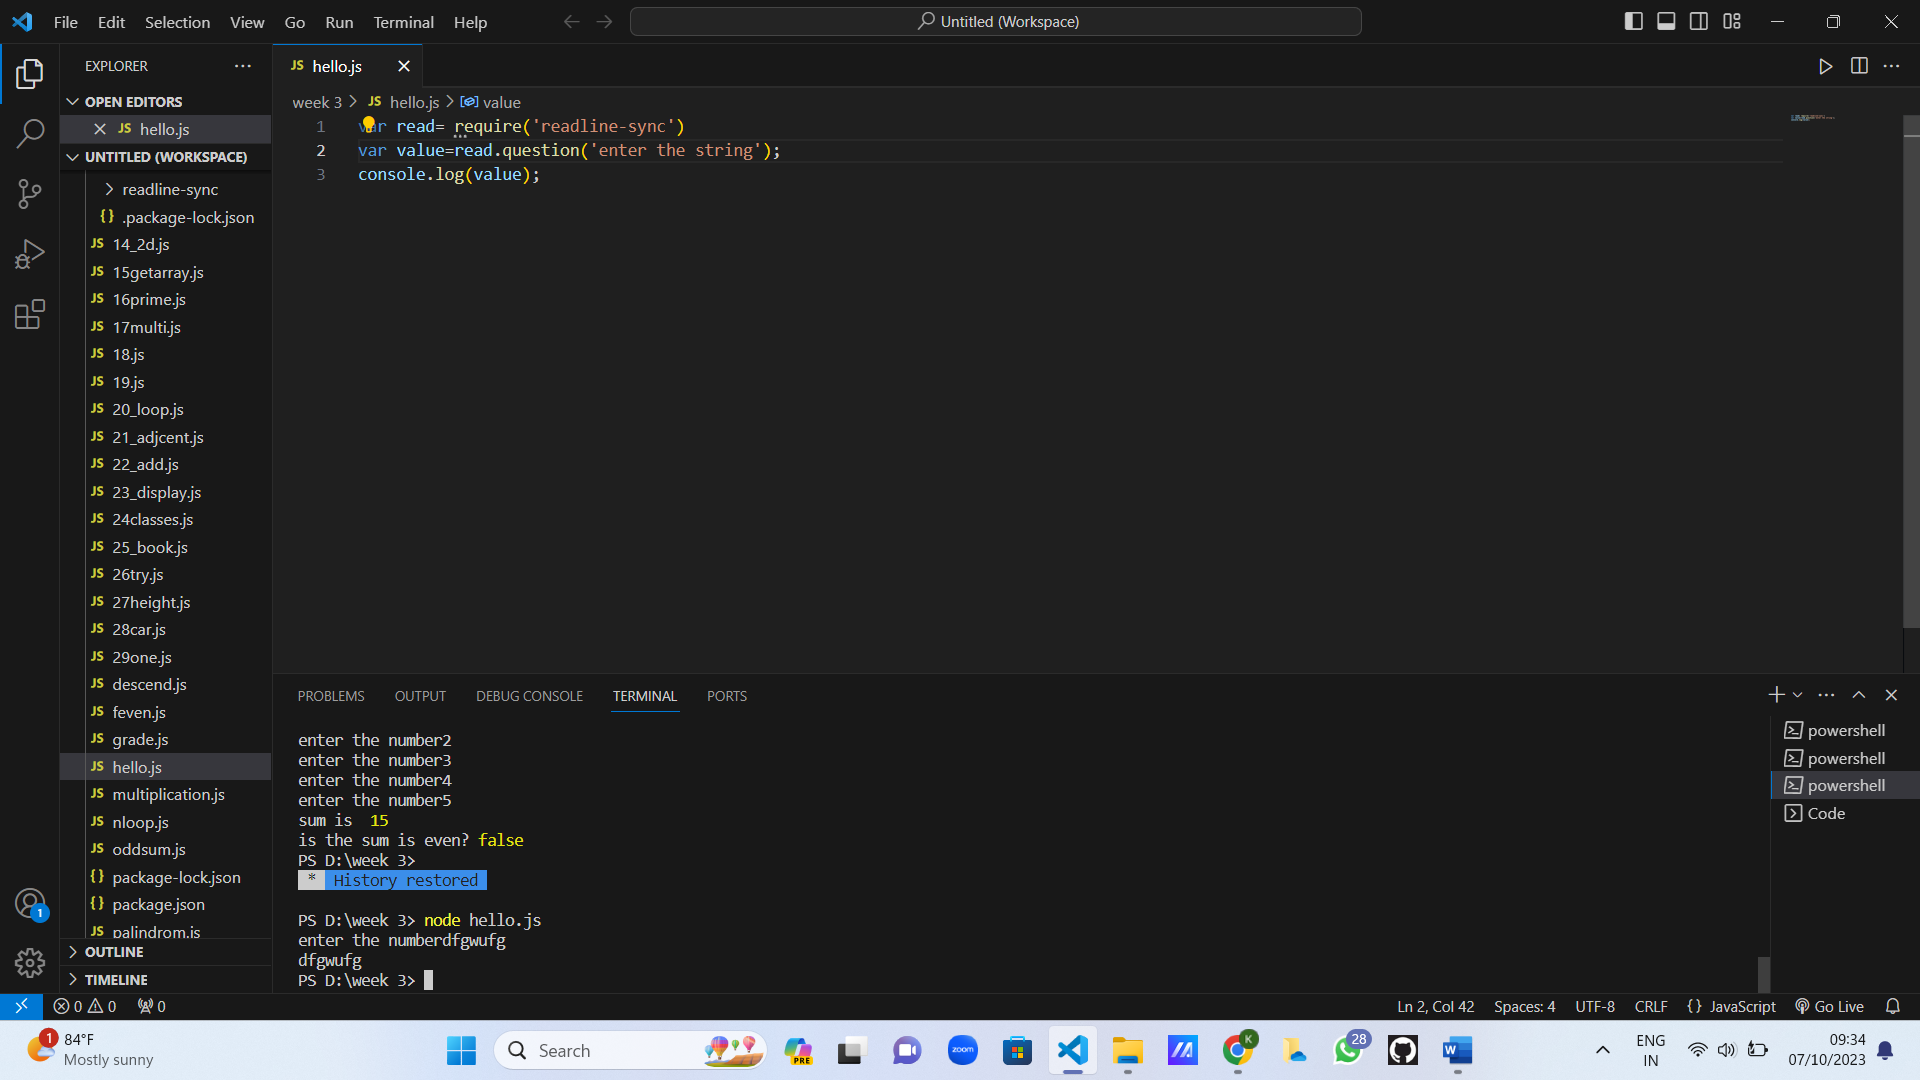 File Edit Selection View Go Run Terminal Help
Untitled (Workspace)
EXPLORER
JS hello.js
OPEN EDITORS
JS hello.js
UNTITLED (WORKSPACE)
readline-sync
{} .package-lock.json
JS 14_2d.js
JS 15getarray.js
JS 16prime.js
JS 17multi.js
JS 18.js
JS 19.js
JS 20_loop.js
JS 21_adjcent.js
JS 22_add.js
JS 23_display.js
JS 24classes.js
JS 25_book.js
JS 26try.js
JS 27height.js
JS 28car.js
JS 29one.js
JS descend.js
JS feven.js
JS grade.js
JS hello.js
JS multiplication.js
JS nloop.js
JS oddsum.js
{} package-lock.json
{} package.json
JS palindrom.js
OUTLINE
TIMELINE
1
week 3 > JS hello.js > value
1 var read= require('readline-sync')
2 var value=read.question('enter the string');
3 console.log(value);
PROBLEMS OUTPUT DEBUG CONSOLE TERMINAL PORTS
enter the number2
enter the number3
enter the number4
enter the number5
sum is 15
is the sum is even? false
PS D:\week 3>
* History restored
PS D:\week 3> node hello.js
enter the numberdfgwufg
dfgwufg
PS D:\week 3>
powershell
powershell
powershell
Code
0 0 0
Ln 2, Col 42 Spaces: 4 UTF-8 CRLF {} JavaScript Go Live
1
84°F
Mostly sunny
Search
PRE
zoom
K
28
W
ENG
IN
09:34
07/10/2023